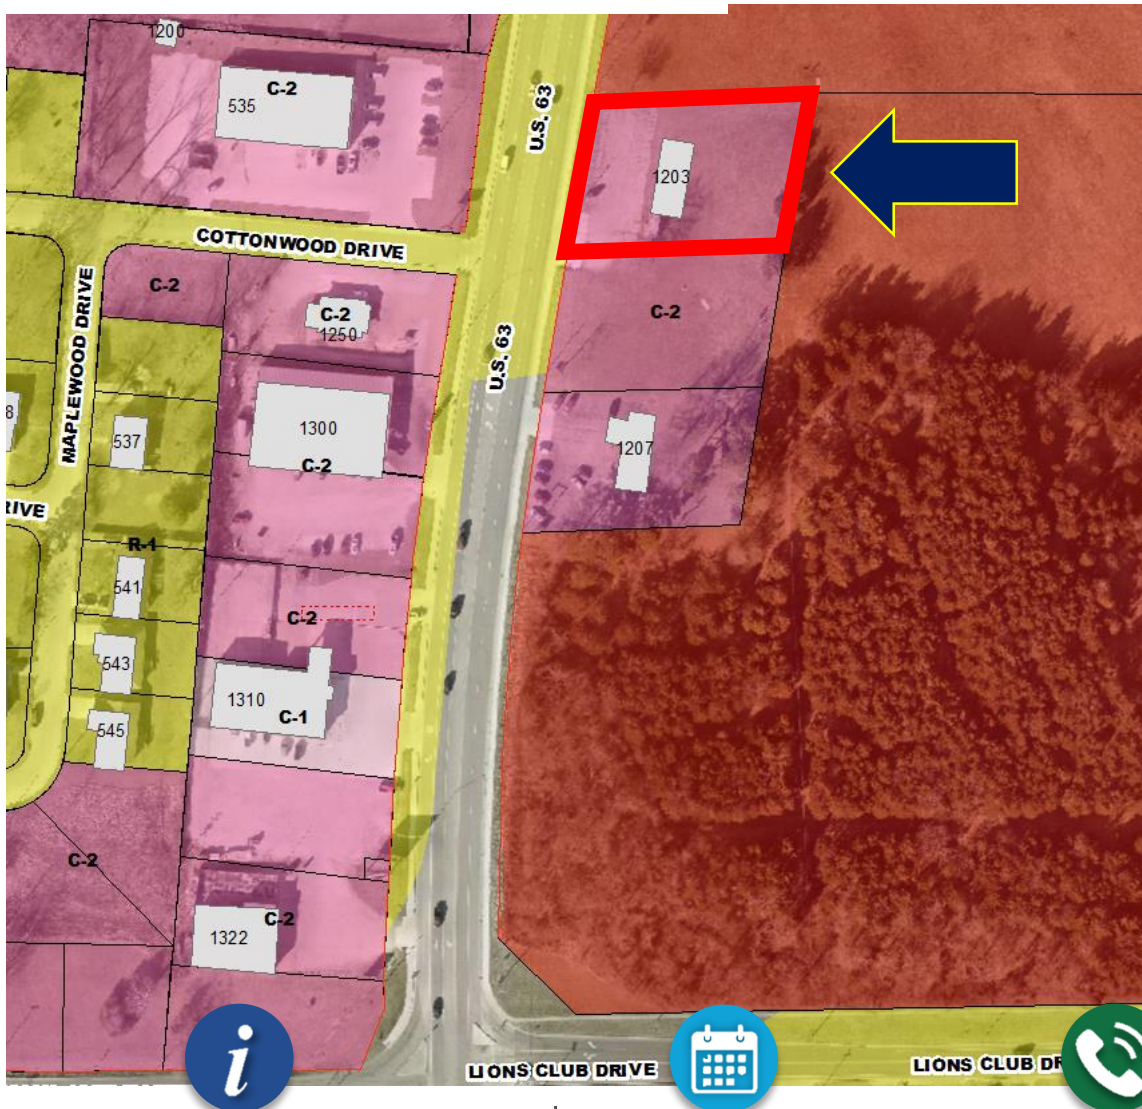 1200
C-2
535
U.S. 63
1203
COTTONWOOD DRIVE
C-2
MAPLEWOOD DRIVE
C-2
1250
C-2
U.S. 63
8
1300
537
1207
C-2
RIVE
R-1
541
C-2
543
1310
C-1
545
C-2
C-2
1322
i
LIONS CLUB DRIVE
LIONS CLUB DR